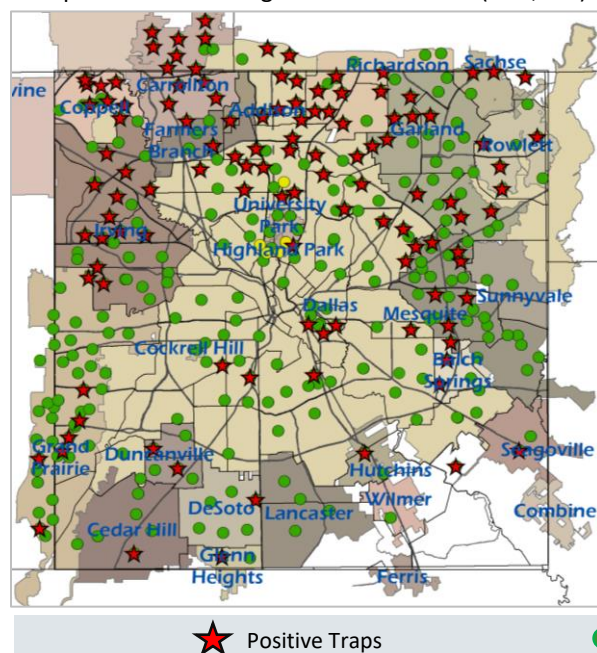 Richardson
Sachse
vine
Carrollton
Coppell
Addison
Farmers
Branch
Garland
Rowlett
University
Park
Irving
Highland Park
Sunnyvale
Dallas
Mesquite
Cockrell Hill
Balch
Springs
Grand
Prairie
Duncanville
Seagoville
Hutchins
DeSoto
Wilmer
Lancaster
Combine
Cedar Hill
Glenn
Heights
Ferris
Positive Traps